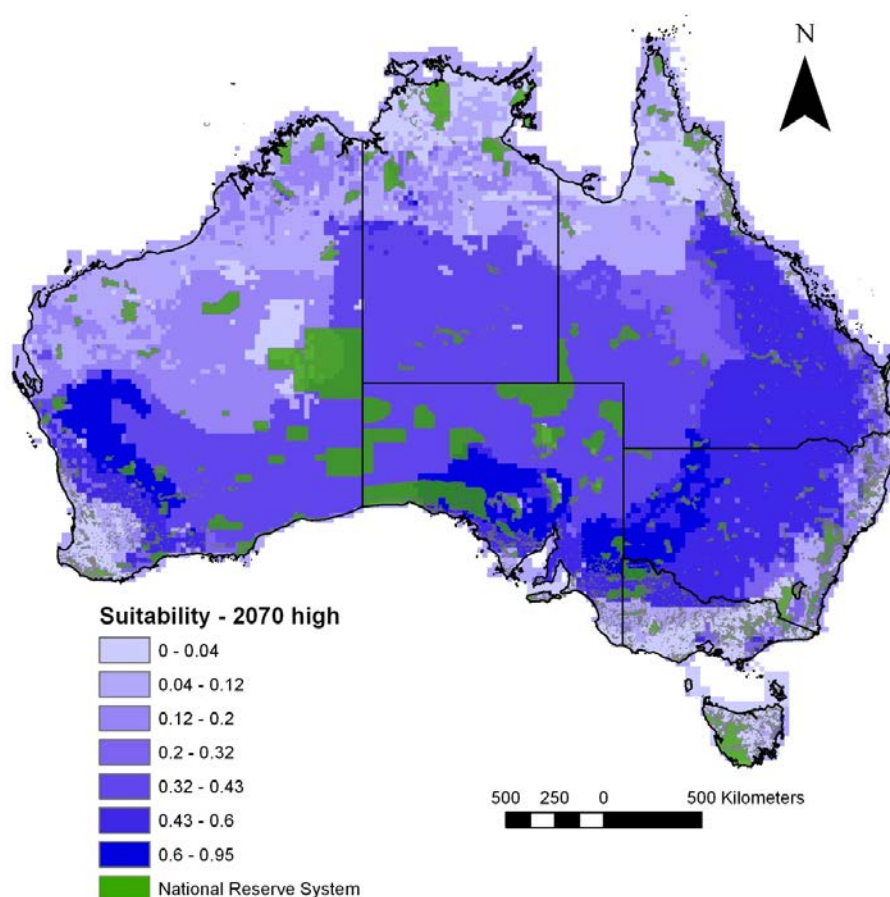 N
Suitability - 2070 high
0 - 0.04
0.04 - 0.12
0.12 - 0.2
0.2 - 0.32
0.32 - 0.43
0.43 - 0.6
0.6 - 0.95
National Reserve System
500 250 0 500 Kilometers